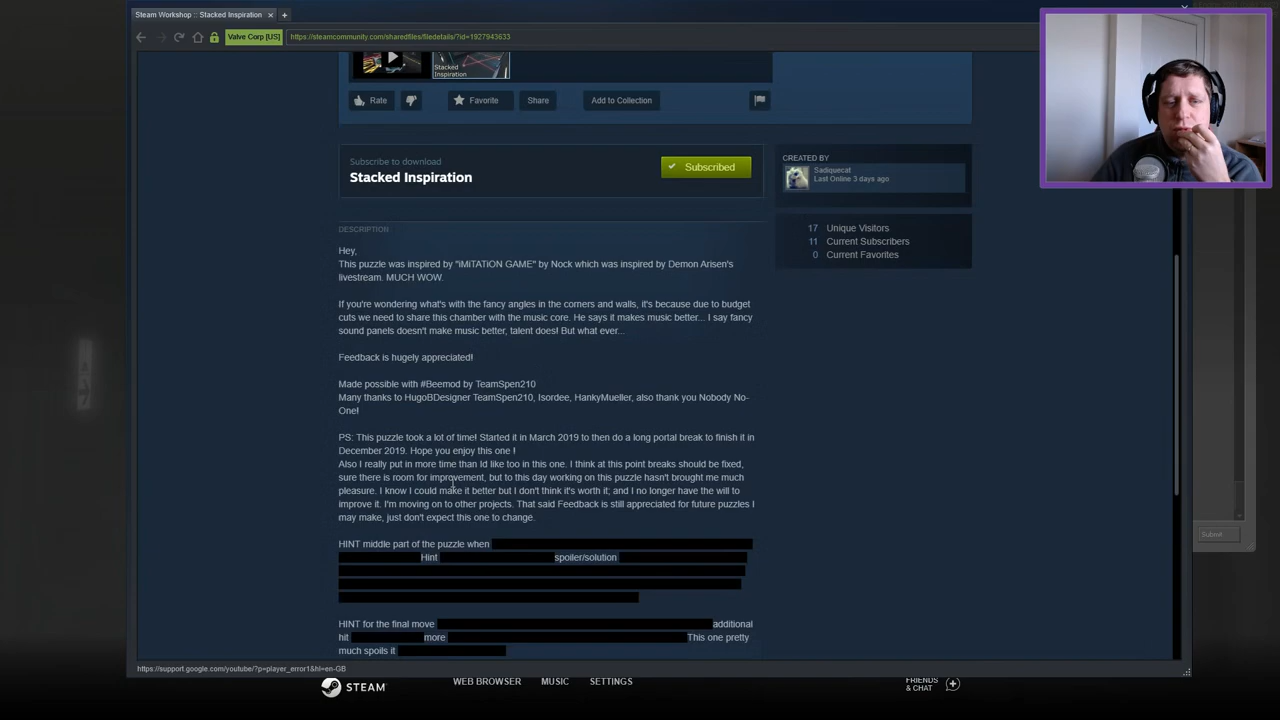 Steam Workshop :: Stacked Inspiration
Valve Corp [US]
https://steamcommunity.com/sharedfiles/filedetails/?id=1927943633
Stacked
Inspiration
Rate
Favorite
Share
Add to Collection
Subscribe to download
Stacked Inspiration
Subscribed
CREATED BY
Sadiquecat
Last Online 3 days ago
17 Unique Visitors
11 Current Subscribers
0 Current Favorites
DESCRIPTION
Hey,
This puzzle was inspired by "iMiTATiON GAME" by Nock which was inspired by Demon Arisen's
livestream. MUCH WOW.
If you're wondering what's with the fancy angles in the corners and walls, it's because due to budget
cuts we need to share this chamber with the music core. He says it makes music better... I say fancy
sound panels doesn't make music better, talent does! But what ever...
Feedback is hugely appreciated!
Made possible with #Beemod by TeamSpen210
Many thanks to HugoBDesigner TeamSpen210, Isordee, HankyMueller, also thank you Nobody No-
One!
PS: This puzzle took a lot of time! Started it in March 2019 to then do a long portal break to finish it in
December 2019. Hope you enjoy this one !
Also I really put in more time than Id like too in this one. I think at this point breaks should be fixed,
sure there is room for improvement, but to this day working on this puzzle hasn't brought me much
pleasure. I know I could make it better but I don't think it's worth it; and I no longer have the will to
improve it. I'm moving on to other projects. That said Feedback is still appreciated for future puzzles I
may make, just don't expect this one to change.
HINT middle part of the puzzle when
Hint spoiler/solution
HINT for the final move additional
hit more This one pretty
much spoils it
https://support.google.com/youtube/?p=player_error1&hl=en-GB
STEAM
WEB BROWSER
MUSIC
SETTINGS
FRIENDS
& CHAT